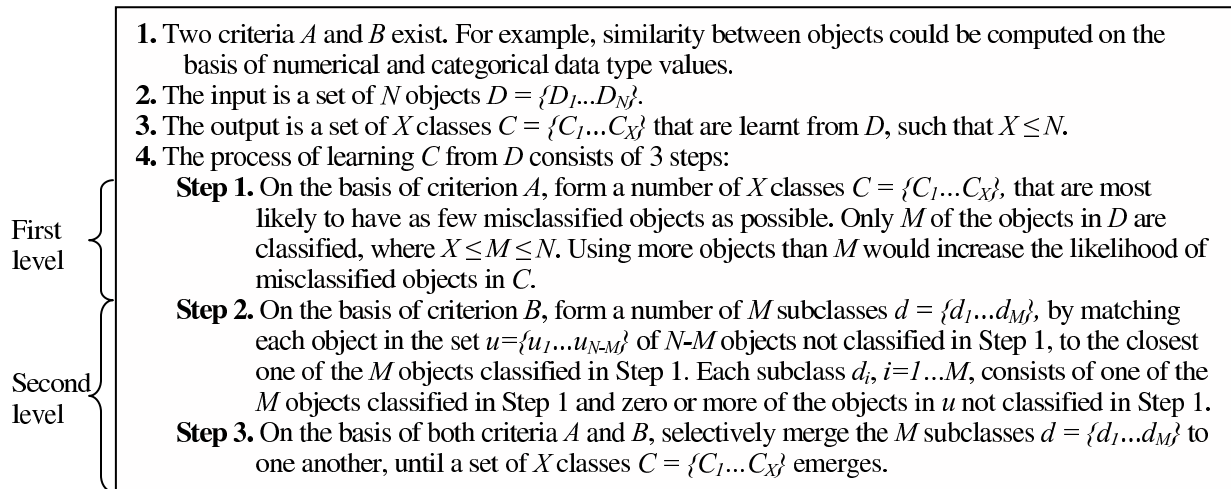 1. Two criteria A and B exist. For example, similarity between objects could be computed on the
basis of numerical and categorical data type values.
2. The input is a set of N objects D = {D1...DN}.
3. The output is a set of X classes C = {C1...CX} that are learnt from D, such that X ≤ N.
4. The process of learning C from D consists of 3 steps:
Step 1. On the basis of criterion A, form a number of X classes C = {C1...CX}, that are most
likely to have as few misclassified objects as possible. Only M of the objects in D are
classified, where X ≤ M ≤ N. Using more objects than M would increase the likelihood of
misclassified objects in C.
First
level
Step 2. On the basis of criterion B, form a number of M subclasses d = {d1...dM}, by matching
each object in the set u={u1...uN-M} of N-M objects not classified in Step 1, to the closest
one of the M objects classified in Step 1. Each subclass di, i=1...M, consists of one of the
M objects classified in Step 1 and zero or more of the objects in u not classified in Step 1.
Step 3. On the basis of both criteria A and B, selectively merge the M subclasses d = {d1...dM} to
one another, until a set of X classes C = {C1...CX} emerges.
Second
level